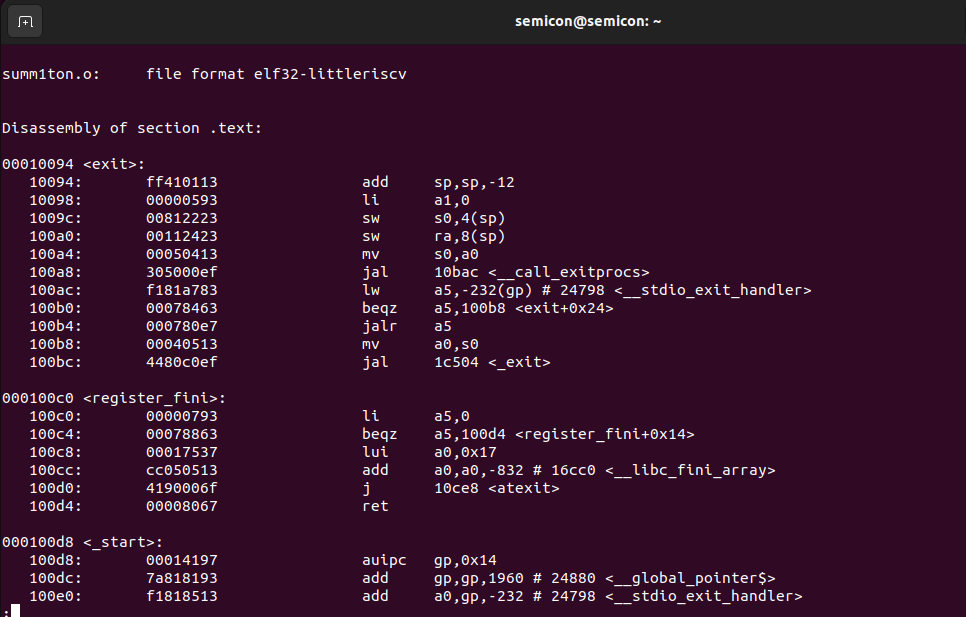 semicon@semicon: ~
summ1ton.o:     file format elf32-littleriscv
Disassembly of section .text:
00010094 <exit>:
   10094:       ff410113                add     sp,sp,-12
   10098:       00000593                li      a1,0
   1009c:       00812223                sw      s0,4(sp)
   100a0:       00112423                sw      ra,8(sp)
   100a4:       00050413                mv      s0,a0
   100a8:       305000ef                jal     10bac <__call_exitprocs>
   100ac:       f181a783                lw      a5,-232(gp) # 24798 <__stdio_exit_handler>
   100b0:       00078463                beqz    a5,100b8 <exit+0x24>
   100b4:       000780e7                jalr    a5
   100b8:       00040513                mv      a0,s0
   100bc:       4480c0ef                jal     1c504 <_exit>
000100c0 <register_fini>:
   100c0:       00000793                li      a5,0
   100c4:       00078863                beqz    a5,100d4 <register_fini+0x14>
   100c8:       00017537                lui     a0,0x17
   100cc:       cc050513                add     a0,a0,-832 # 16cc0 <__libc_fini_array>
   100d0:       4190006f                j       10ce8 <atexit>
   100d4:       00008067                ret
000100d8 <_start>:
   100d8:       00014197                auipc   gp,0x14
   100dc:       7a818193                add     gp,gp,1960 # 24880 <__global_pointer$>
   100e0:       f1818513                add     a0,gp,-232 # 24798 <__stdio_exit_handler>
: